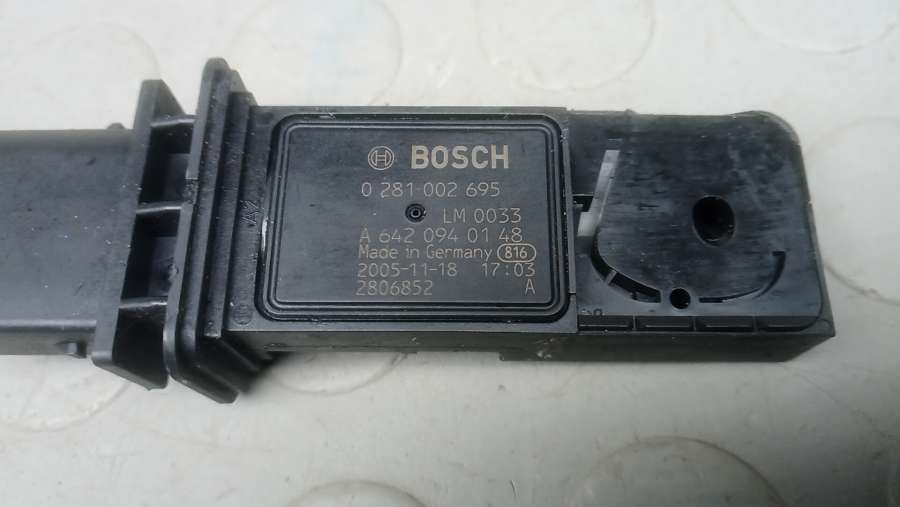 BOSCH
0 281 002 695
LM 0033
A 642 094 01 48
Made in Germany 816
2005-11-18 17:03
2806852 A